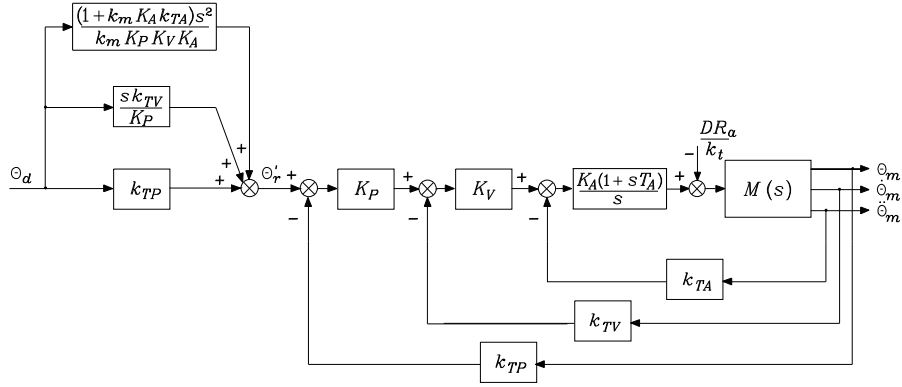 (1+k_m K_A k_TA)s²
k_m K_P K_V K_A
s k_TV
K_P
Θ_d
k_TP
+
+
+
Θ'_r
+
-
K_P
+
-
K_V
+
-
K_A(1+sT_A)
s
+
-
DR_a
k_t
M(s)
Θ_m
Θ̇_m
Θ̈_m
k_TA
k_TV
k_TP